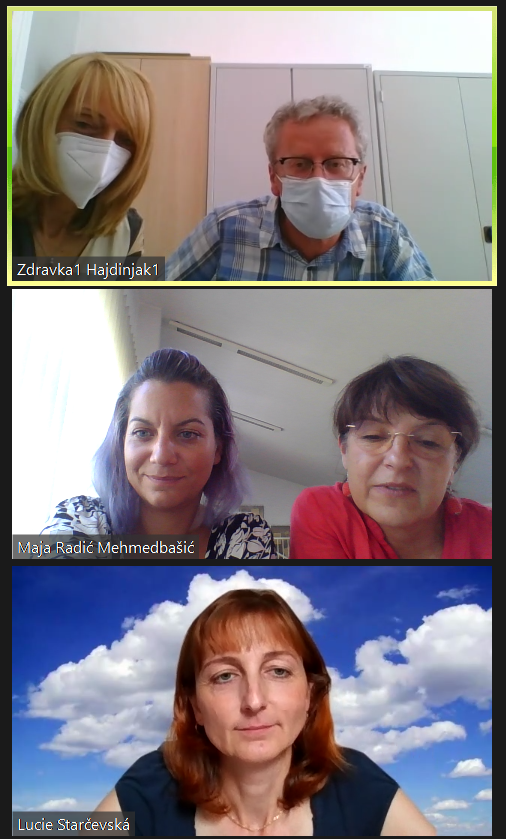 Zdravka1 Hajdinjak1
Maja Radić Mehmedbašić
Lucie Starčevská